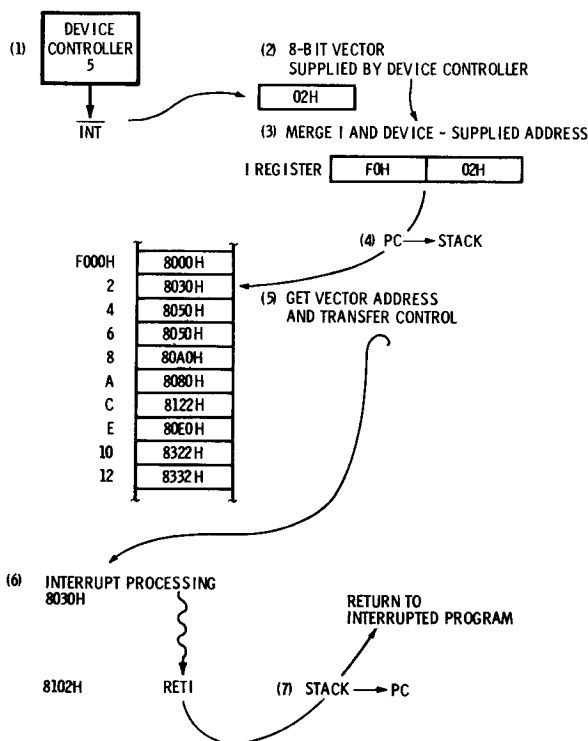 (1)
DEVICE
CONTROLLER
5
INT
(2) 8-BIT VECTOR
SUPPLIED BY DEVICE CONTROLLER
02H
(3) MERGE I AND DEVICE - SUPPLIED ADDRESS
I REGISTER F0H 02H
(4) PC STACK
F000H 8000H
2 8030H
4 8050H
6 8050H
8 80A0H
A 8080H
C 8122H
E 80E0H
10 8322H
12 8332H
(5) GET VECTOR ADDRESS
AND TRANSFER CONTROL
(6) INTERRUPT PROCESSING
8030H
RETURN TO
INTERRUPTED PROGRAM
8102H RETI (7) STACK PC